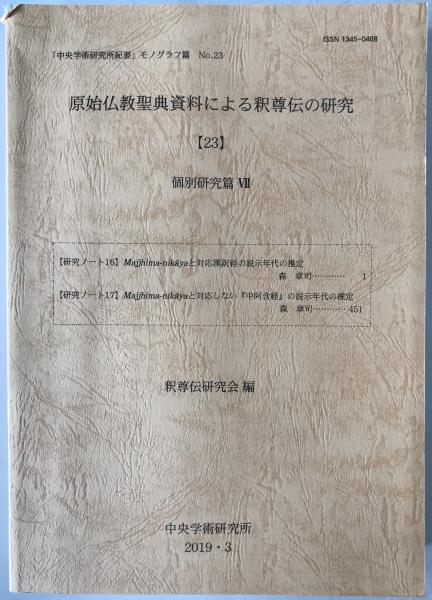 ISSN 1345-0468
「中央学術研究所紀要」モノグラフ篇 No.23
原始仏教聖典資料による釈尊伝の研究
【23】
個別研究篇 Ⅶ
【研究ノート16】Majjhima-nikāyaと対応漢訳経の説示年代の推定
森 章司………… 1
【研究ノート17】Majjhima-nikāyaと対応しない『中阿含経』の説示年代の推定
森 章司………… 451
釈尊伝研究会 編
中央学術研究所
2019・3